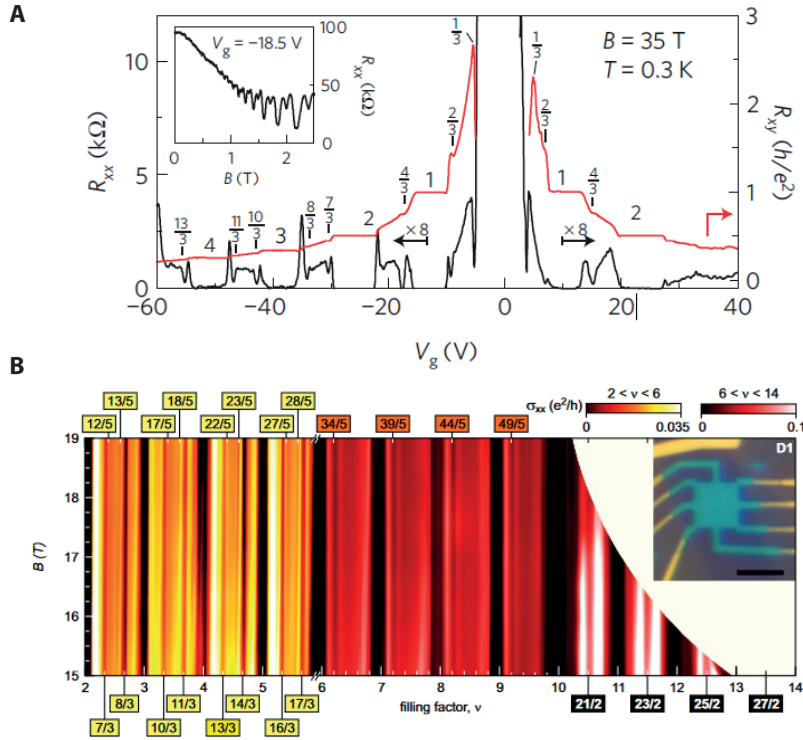 A
V_g = −18.5 V
100
50
0
R_xx (kΩ)
0 1 2
B (T)
B = 35 T
T = 0.3 K
10
5
0
R_xx (kΩ)
3
2
1
0
R_xy (h/e²)
13/3 4 11/3 10/3 3 8/3 7/3 2 4/3 1 2/3 1/3
1/3 2/3 1 4/3 2
×8 ×8
−60 −40 −20 0 20 40
V_g (V)
B
13/5 18/5 23/5 28/5
12/5 17/5 22/5 27/5 34/5 39/5 44/5 49/5
σ_xx (e²/h) 2 < ν < 6 6 < ν < 14
0 0.035 0 0.1
D1
19
18
17
16
15
B (T)
2 3 4 5 6 7 8 9 10 11 12 13 14
filling factor, ν
8/3 11/3 14/3 17/3 21/2 23/2 25/2 27/2
7/3 10/3 13/3 16/3